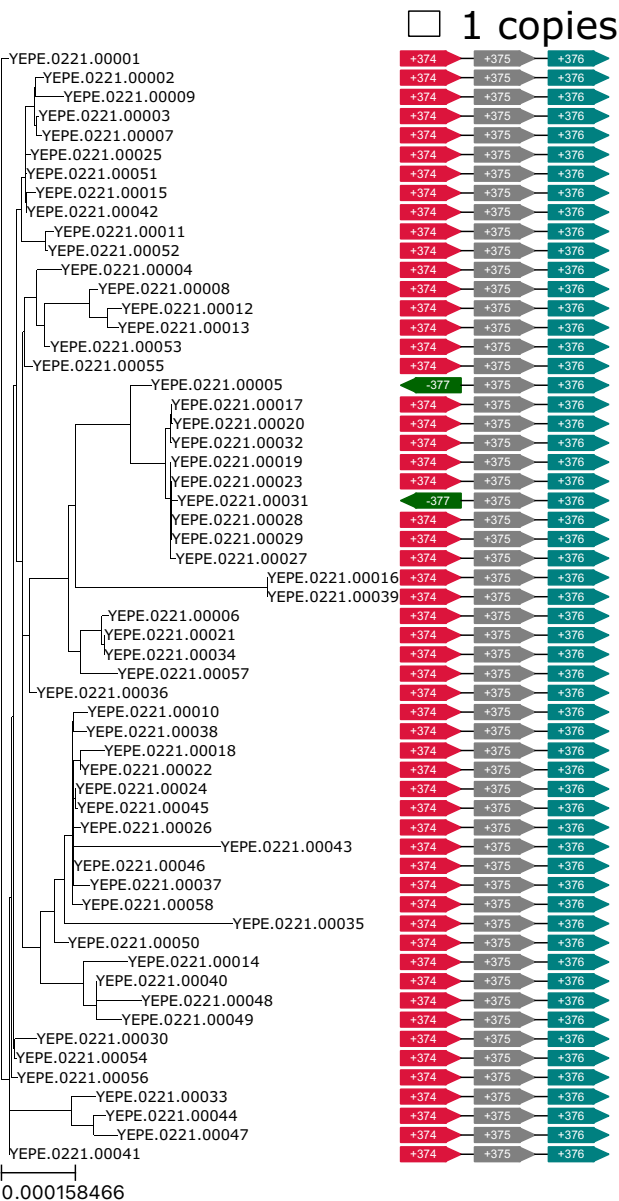 1 copies
YEPE.0221.00001 +374 +375 +376
YEPE.0221.00002 +374 +375 +376
YEPE.0221.00009 +374 +375 +376
YEPE.0221.00003 +374 +375 +376
YEPE.0221.00007 +374 +375 +376
YEPE.0221.00025 +374 +375 +376
YEPE.0221.00051 +374 +375 +376
YEPE.0221.00015 +374 +375 +376
YEPE.0221.00042 +374 +375 +376
YEPE.0221.00011 +374 +375 +376
YEPE.0221.00052 +374 +375 +376
YEPE.0221.00004 +374 +375 +376
YEPE.0221.00008 +374 +375 +376
YEPE.0221.00012 +374 +375 +376
YEPE.0221.00013 +374 +375 +376
YEPE.0221.00053 +374 +375 +376
YEPE.0221.00055 +374 +375 +376
YEPE.0221.00005 -377 +375 +376
YEPE.0221.00017 +374 +375 +376
YEPE.0221.00020 +374 +375 +376
YEPE.0221.00032 +374 +375 +376
YEPE.0221.00019 +374 +375 +376
YEPE.0221.00023 +374 +375 +376
YEPE.0221.00031 -377 +375 +376
YEPE.0221.00028 +374 +375 +376
YEPE.0221.00029 +374 +375 +376
YEPE.0221.00027 +374 +375 +376
YEPE.0221.00016 +374 +375 +376
YEPE.0221.00039 +374 +375 +376
YEPE.0221.00006 +374 +375 +376
YEPE.0221.00021 +374 +375 +376
YEPE.0221.00034 +374 +375 +376
YEPE.0221.00057 +374 +375 +376
YEPE.0221.00036 +374 +375 +376
YEPE.0221.00010 +374 +375 +376
YEPE.0221.00038 +374 +375 +376
YEPE.0221.00018 +374 +375 +376
YEPE.0221.00022 +374 +375 +376
YEPE.0221.00024 +374 +375 +376
YEPE.0221.00045 +374 +375 +376
YEPE.0221.00026 +374 +375 +376
YEPE.0221.00043 +374 +375 +376
YEPE.0221.00046 +374 +375 +376
YEPE.0221.00037 +374 +375 +376
YEPE.0221.00058 +374 +375 +376
YEPE.0221.00035 +374 +375 +376
YEPE.0221.00050 +374 +375 +376
YEPE.0221.00014 +374 +375 +376
YEPE.0221.00040 +374 +375 +376
YEPE.0221.00048 +374 +375 +376
YEPE.0221.00049 +374 +375 +376
YEPE.0221.00030 +374 +375 +376
YEPE.0221.00054 +374 +375 +376
YEPE.0221.00056 +374 +375 +376
YEPE.0221.00033 +374 +375 +376
YEPE.0221.00044 +374 +375 +376
YEPE.0221.00047 +374 +375 +376
YEPE.0221.00041 +374 +375 +376
0.000158466